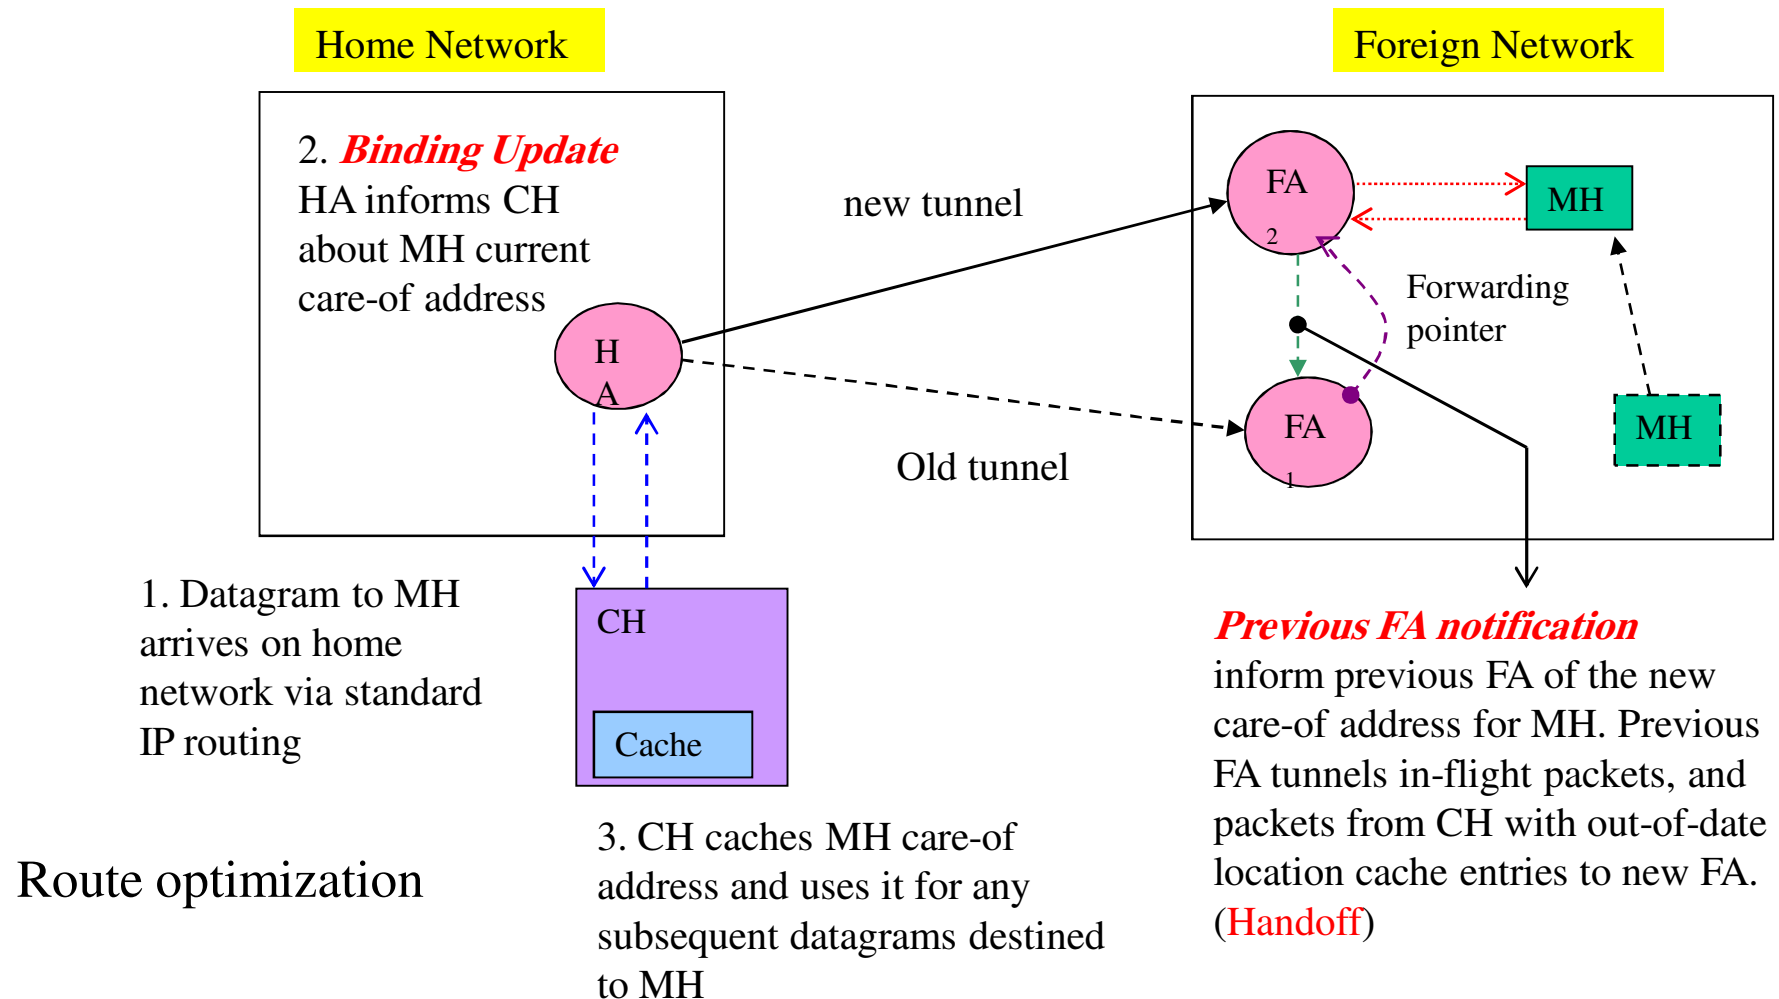 Home Network
Foreign Network
2. Binding Update
HA informs CH
about MH current
care-of address
H
A
new tunnel
Old tunnel
FA
2
MH
Forwarding
pointer
FA
1
MH
1. Datagram to MH
arrives on home
network via standard
IP routing
CH
Cache
3. CH caches MH care-of
address and uses it for any
subsequent datagrams destined
to MH
Previous FA notification
inform previous FA of the new
care-of address for MH. Previous
FA tunnels in-flight packets, and
packets from CH with out-of-date
location cache entries to new FA.
(Handoff)
Route optimization